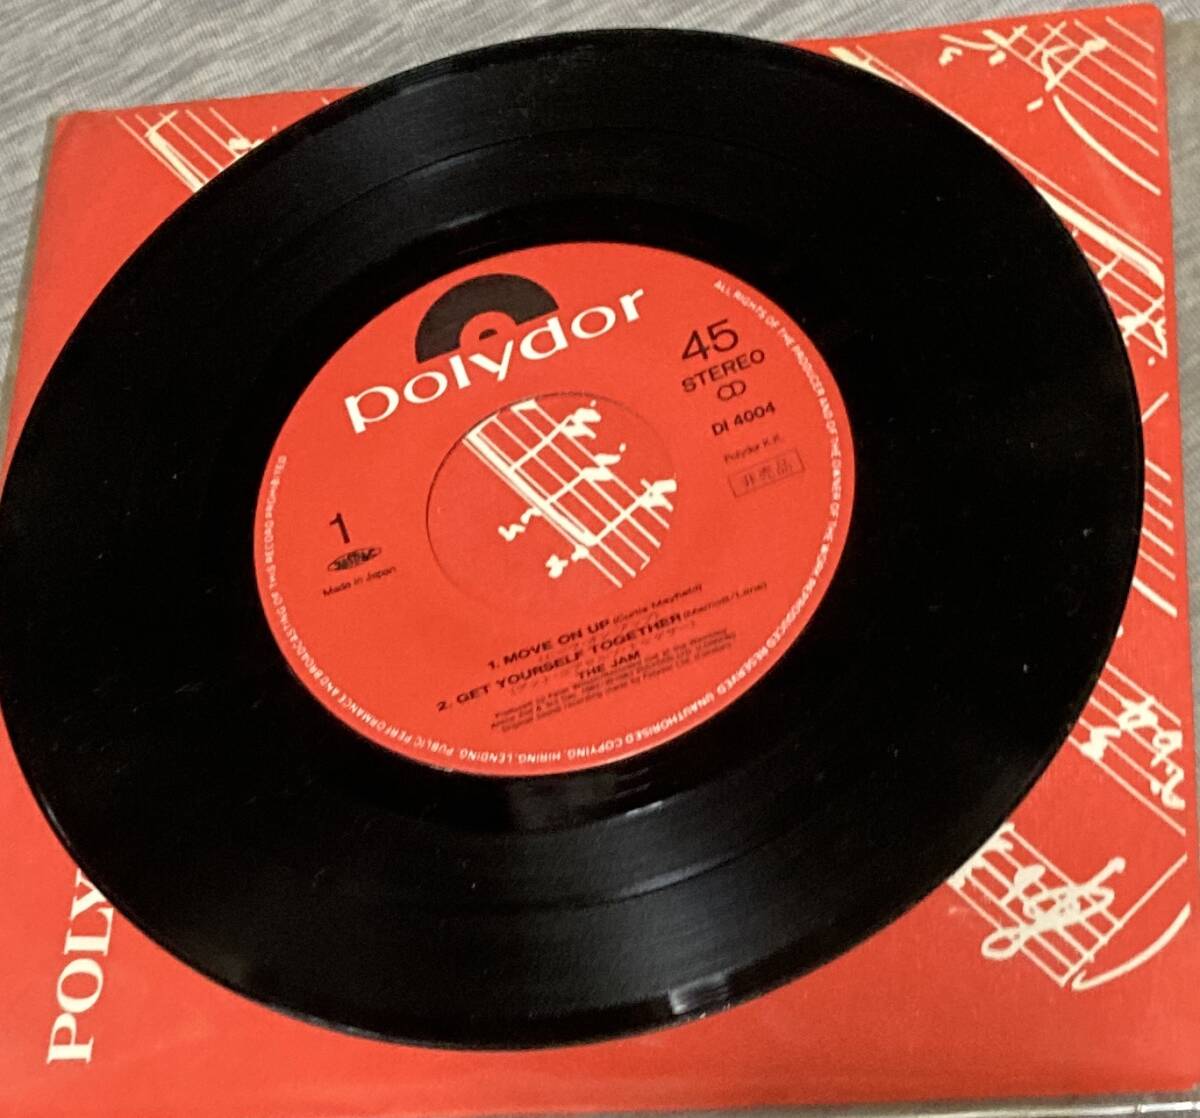 polydor
45
STEREO
DI 4004
Polydor K.K.
非売品
1
JASRAC
Made in Japan
1. MOVE ON UP (Curtis Mayfield)
2. GET YOURSELF TOGETHER (Marriott/Lane)
THE JAM
ALL RIGHTS OF THE PRODUCER AND OF THE OWNER OF THE WORK REPRODUCED RESERVED UNAUTHORISED COPYING, HIRING, LENDING, PUBLIC PERFORMANCE AND BROADCASTING OF THIS RECORD PROHIBITED
POLY